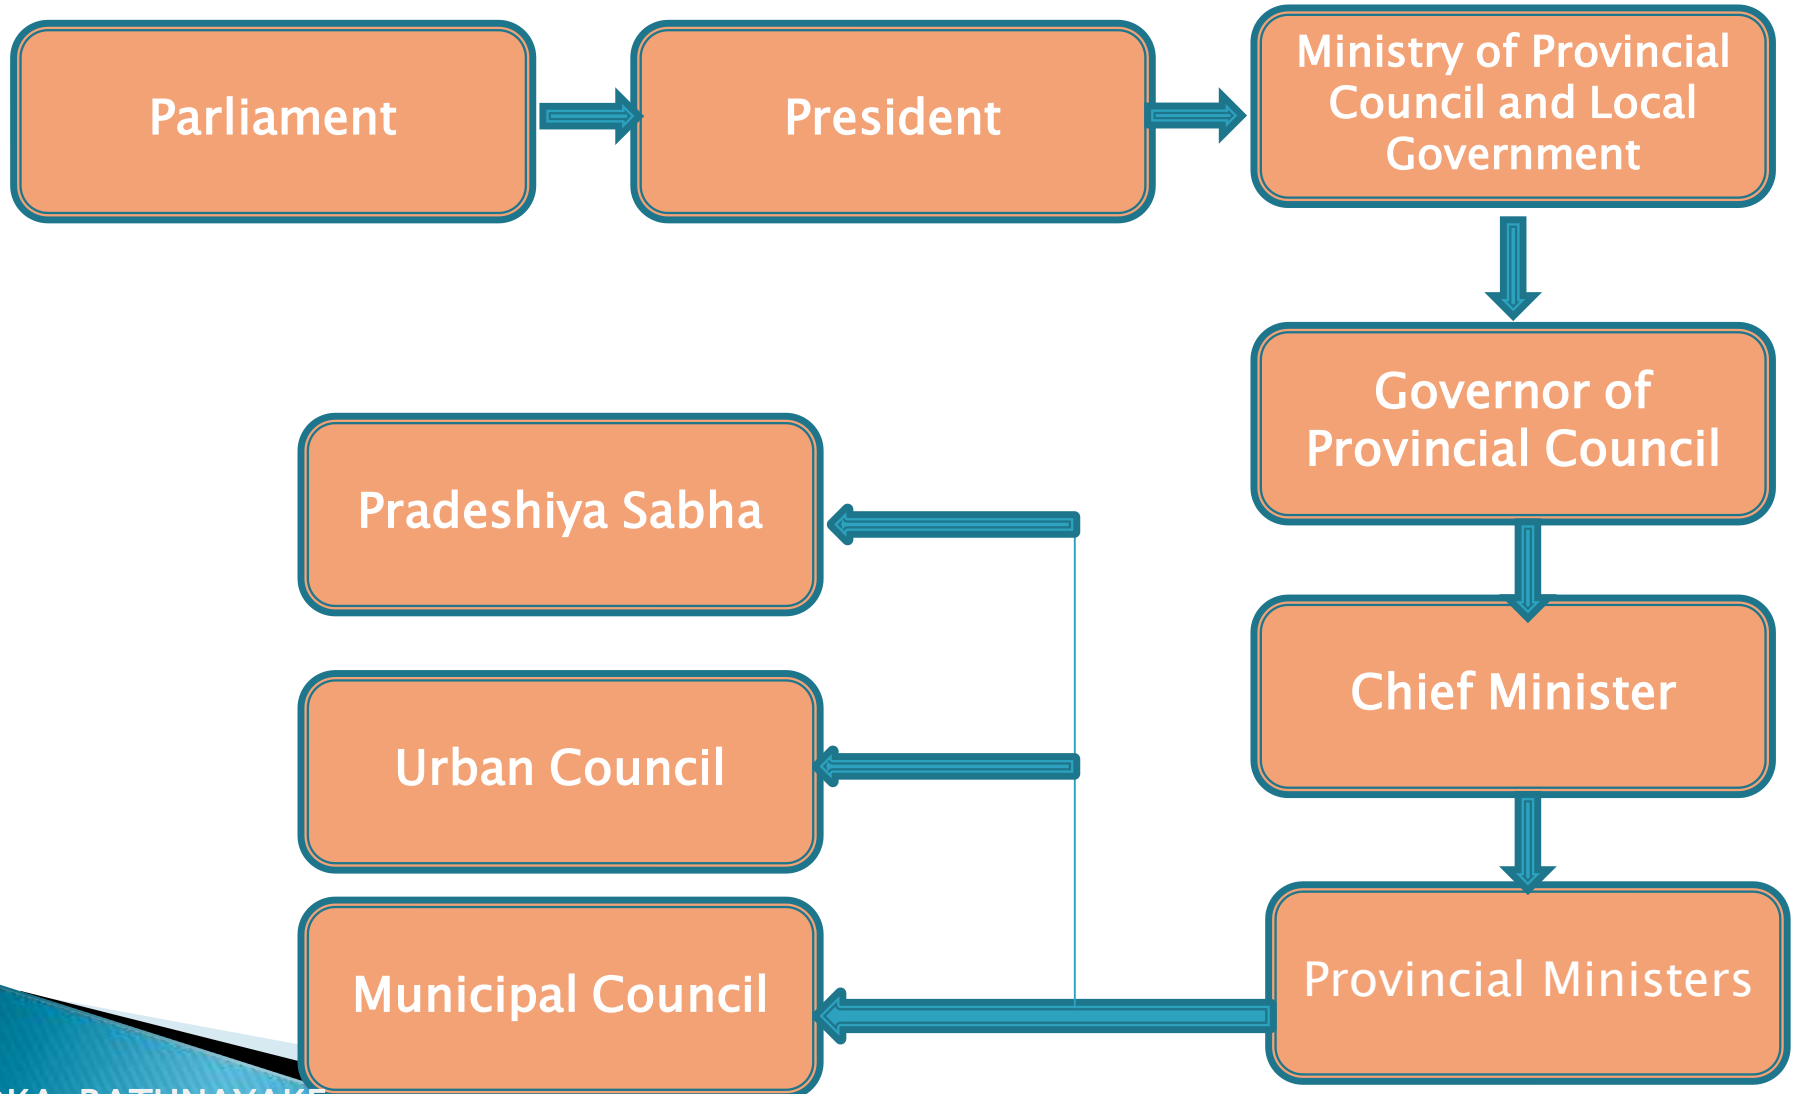 Parliament
President
Ministry of Provincial
Council and Local
Government
Governor of
Provincial Council
Chief Minister
Provincial Ministers
Pradeshiya Sabha
Urban Council
Municipal Council